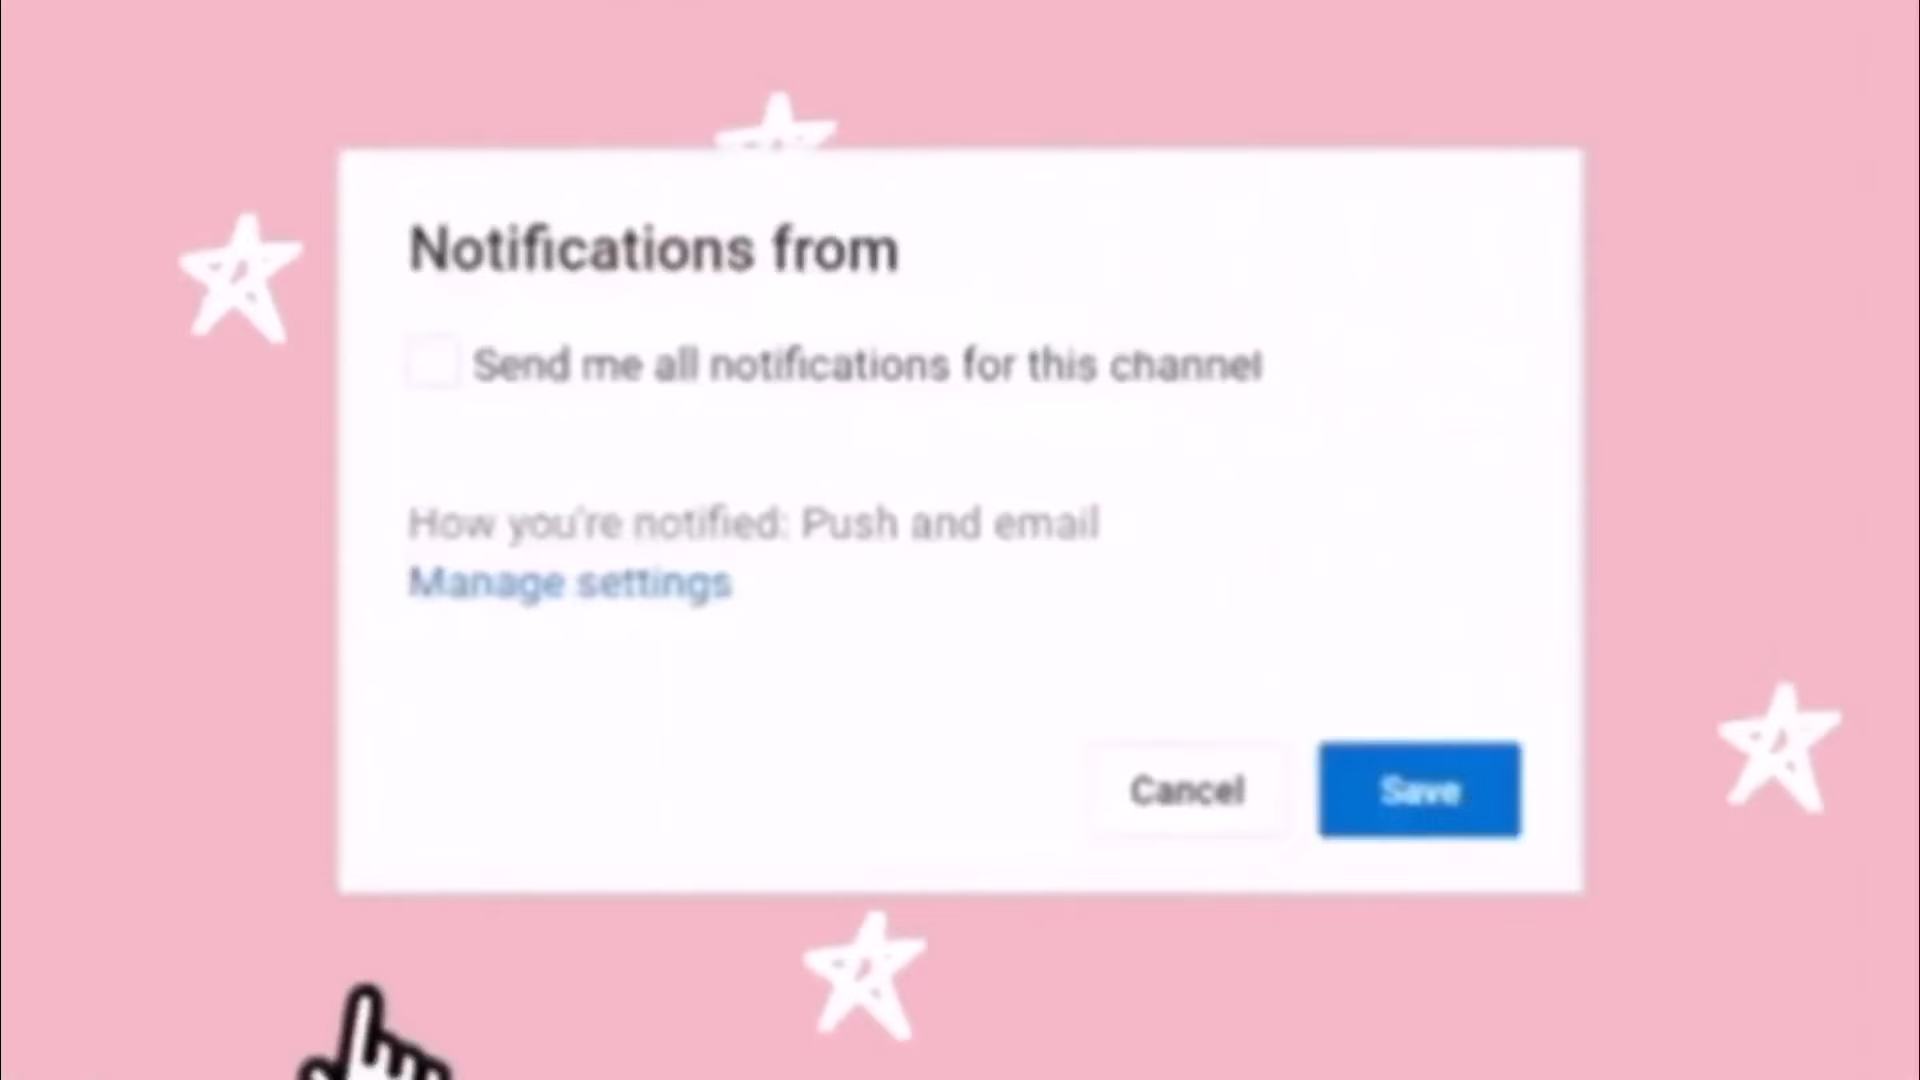 Notifications from
Send me all notifications for this channel
How you're notified: Push and email
Manage settings
Cancel
Save